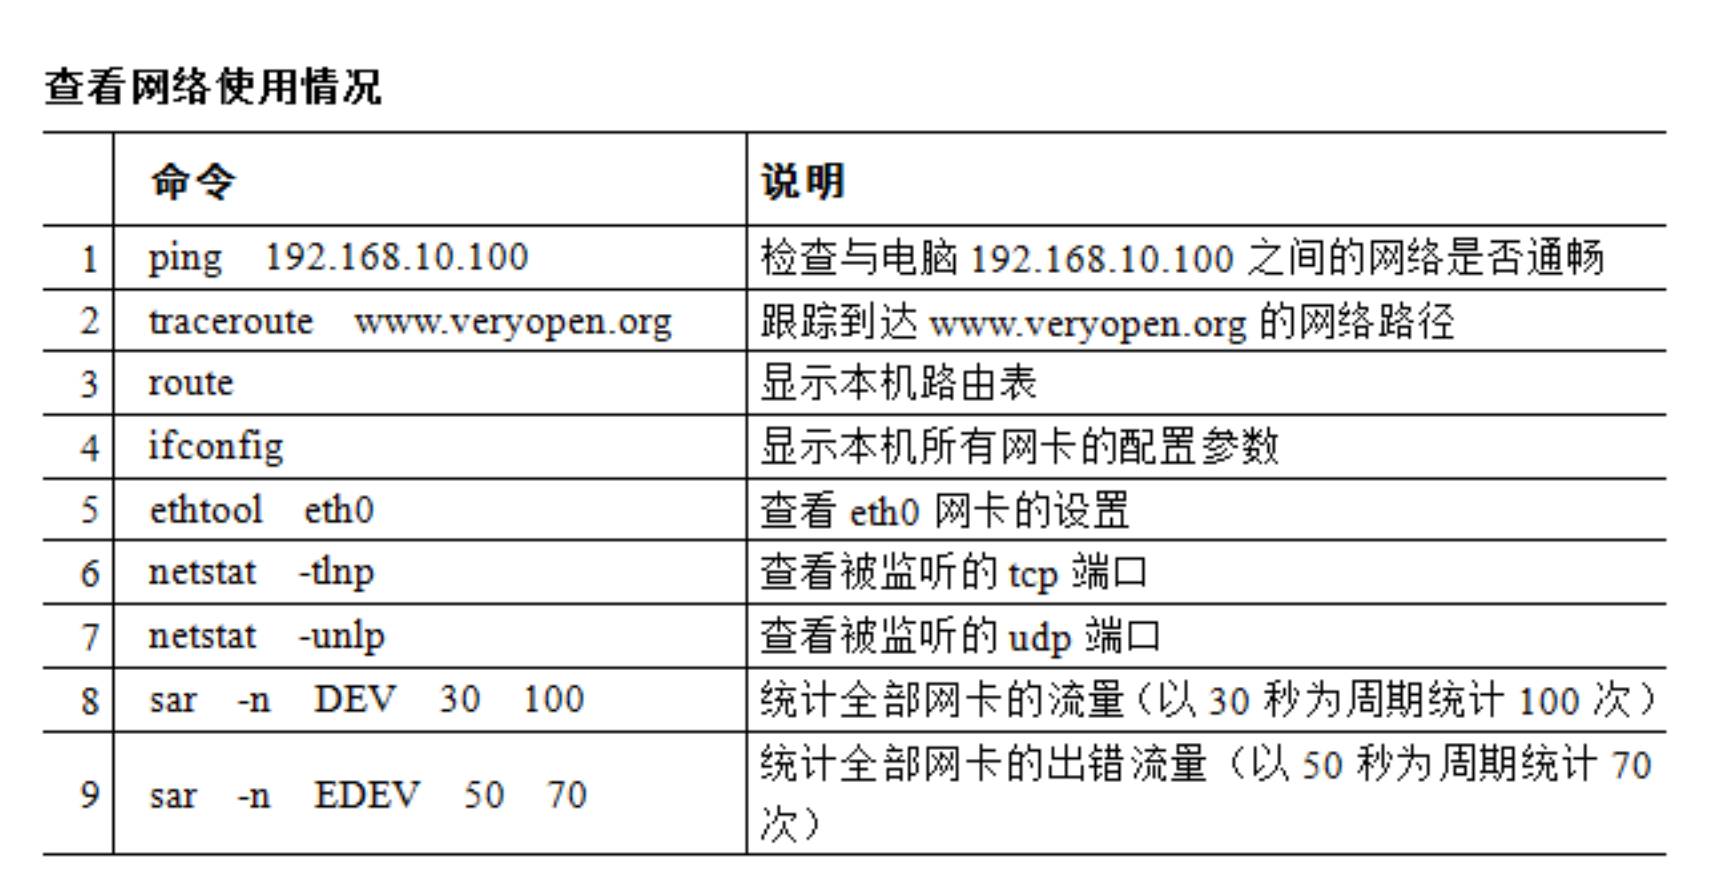 查看网络使用情况
命令 说明
1 ping 192.168.10.100 检查与电脑 192.168.10.100 之间的网络是否通畅
2 traceroute www.veryopen.org 跟踪到达 www.veryopen.org 的网络路径
3 route 显示本机路由表
4 ifconfig 显示本机所有网卡的配置参数
5 ethtool eth0 查看 eth0 网卡的设置
6 netstat -tlnp 查看被监听的 tcp 端口
7 netstat -unlp 查看被监听的 udp 端口
8 sar -n DEV 30 100 统计全部网卡的流量（以 30 秒为周期统计 100 次）
9 sar -n EDEV 50 70 统计全部网卡的出错流量（以 50 秒为周期统计 70
次）